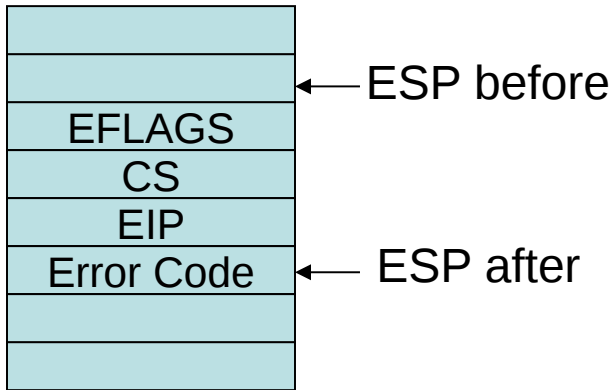 ESP before
EFLAGS
CS
EIP
Error Code
ESP after